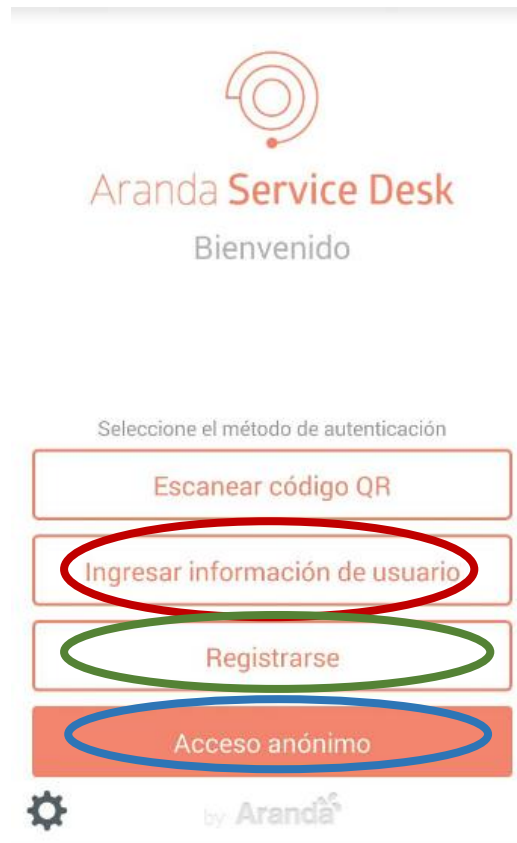 Aranda Service Desk
Bienvenido
Seleccione el método de autenticación
Escanear código QR
Ingresar información de usuario
Registrarse
Acceso anónimo
by Aranda